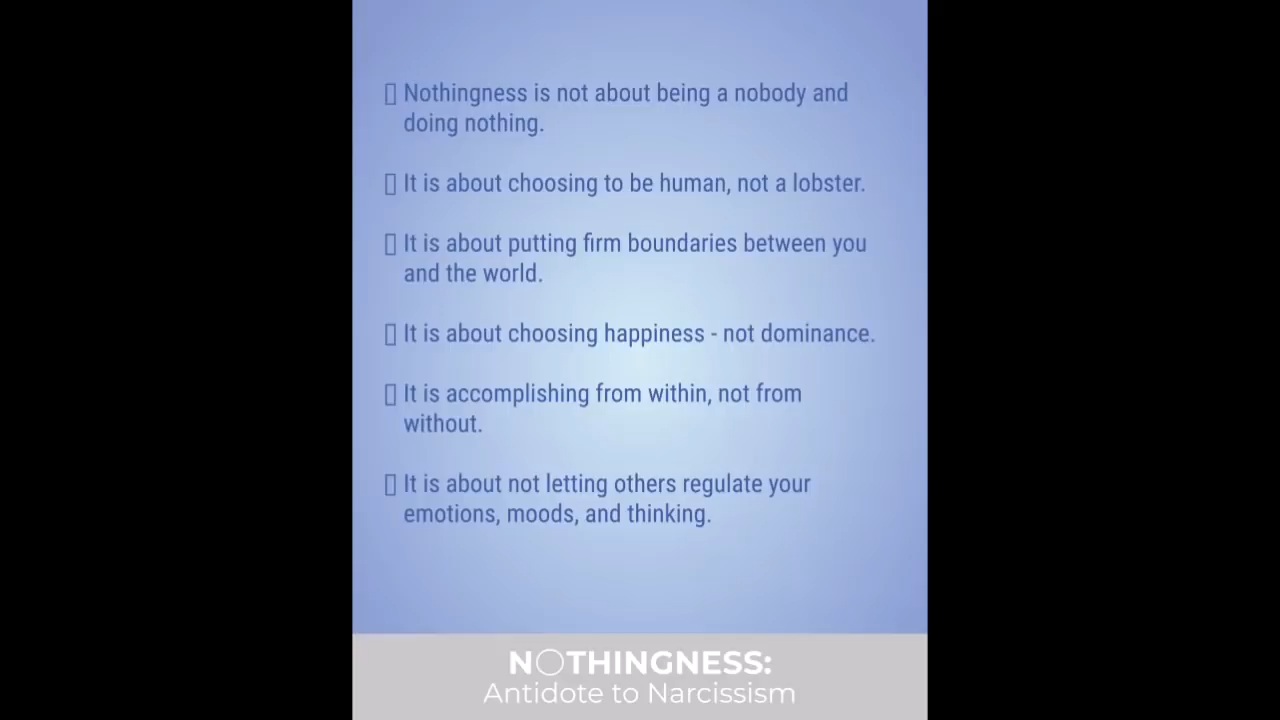 Nothingness is not about being a nobody and
doing nothing.
It is about choosing to be human, not a lobster.
It is about putting firm boundaries between you
and the world.
It is about choosing happiness - not dominance.
It is accomplishing from within, not from
without.
It is about not letting others regulate your
emotions, moods, and thinking.
NOTHINGNESS:
Antidote to Narcissism